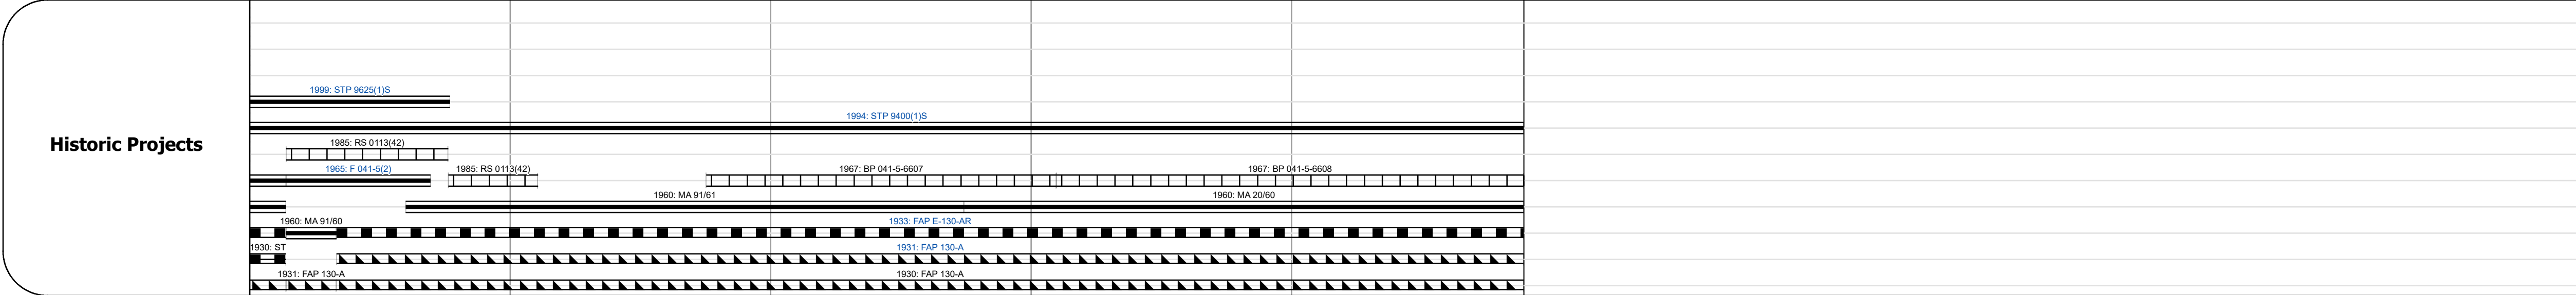 1999: STP 9625(1)S
1994: STP 9400(1)S
Historic Projects
1985: RS 0113(42)
1965: F 041-5(2)
1985: RS 0113(42)
1967: BP 041-5-6607
1967: BP 041-5-6608
1960: MA 91/61
1960: MA 20/60
1960: MA 91/60
1933: FAP E-130-AR
1930: ST
1931: FAP 130-A
1931: FAP 130-A
1930: FAP 130-A